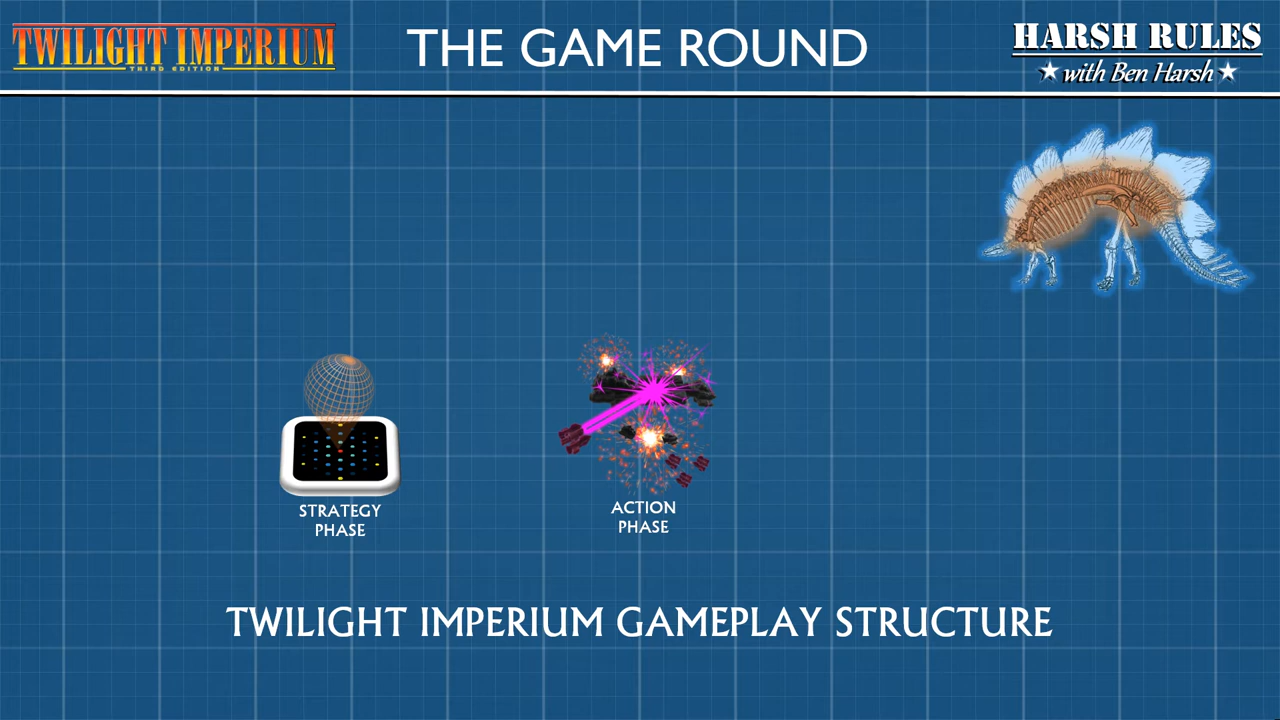 TWILIGHT IMPERIUM
THIRD EDITION
THE GAME ROUND
HARSH RULES
with Ben Harsh
STRATEGY
PHASE
ACTION
PHASE
TWILIGHT IMPERIUM GAMEPLAY STRUCTURE